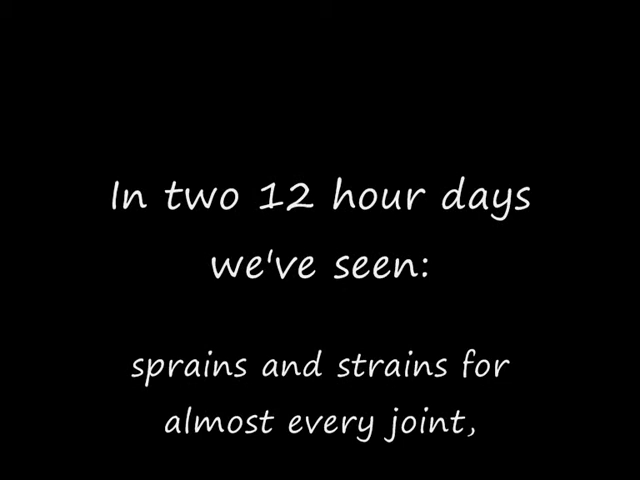 In two 12 hour days
we've seen:
sprains and strains for
almost every joint,